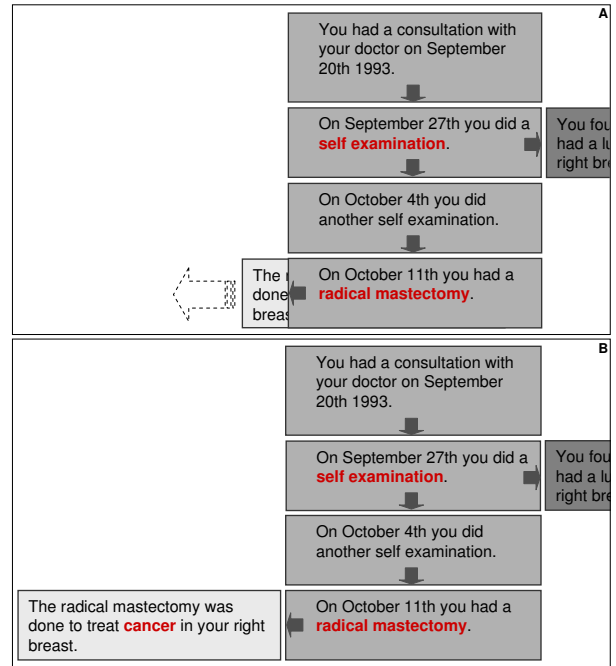 A
You had a consultation with
your doctor on September
20th 1993.
On September 27th you did a
self examination.
You fou
had a lu
right bre
On October 4th you did
another self examination.
The r
done
breas
On October 11th you had a
radical mastectomy.
B
You had a consultation with
your doctor on September
20th 1993.
On September 27th you did a
self examination.
You fou
had a lu
right bre
On October 4th you did
another self examination.
The radical mastectomy was
done to treat cancer in your right
breast.
On October 11th you had a
radical mastectomy.